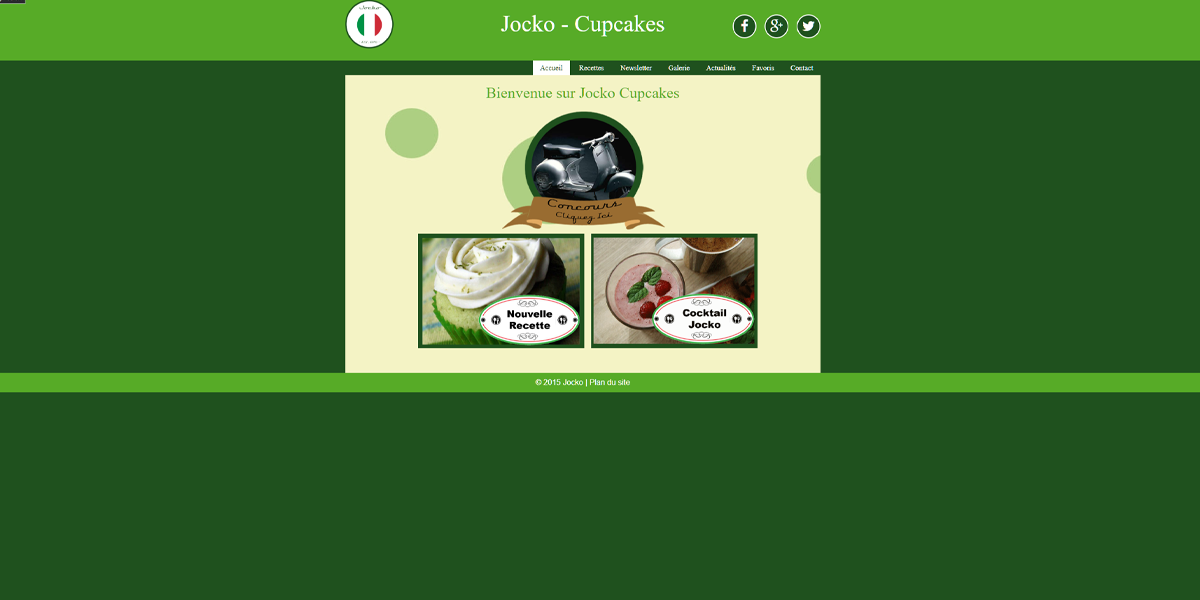 Jocko
Jocko - Cupcakes
f
g+
Accueil Recettes Newsletter Galerie Actualités Favoris Contact
Bienvenue sur Jocko Cupcakes
Concours
Cliquez Ici
Nouvelle
Recette
Cocktail
Jocko
© 2015 Jocko | Plan du site